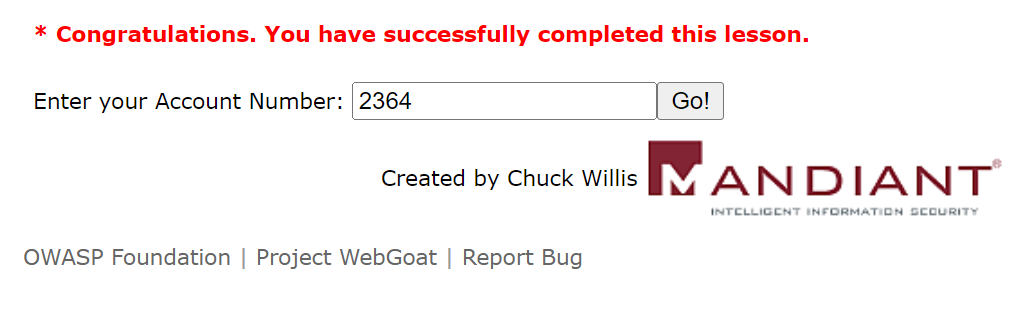 * Congratulations. You have successfully completed this lesson.
Enter your Account Number: 2364 Go!
Created by Chuck Willis MANDIANT®
INTELLIGENT INFORMATION SECURITY
OWASP Foundation | Project WebGoat | Report Bug